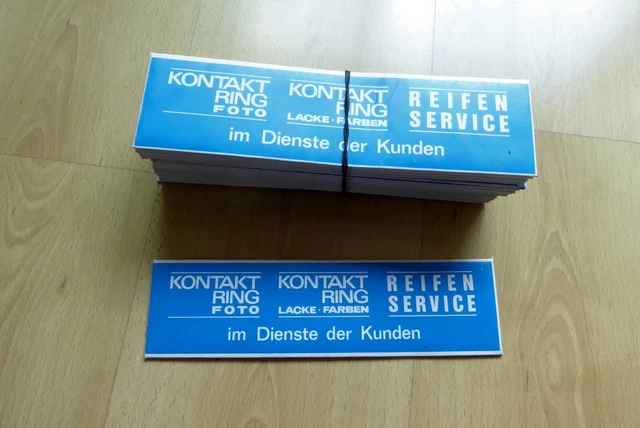 KONTAKT
RING
FOTO
KONTAKT
RING
LACKE·FARBEN
REIFEN
SERVICE
im Dienste der Kunden
KONTAKT
RING
FOTO
KONTAKT
RING
LACKE·FARBEN
REIFEN
SERVICE
im Dienste der Kunden